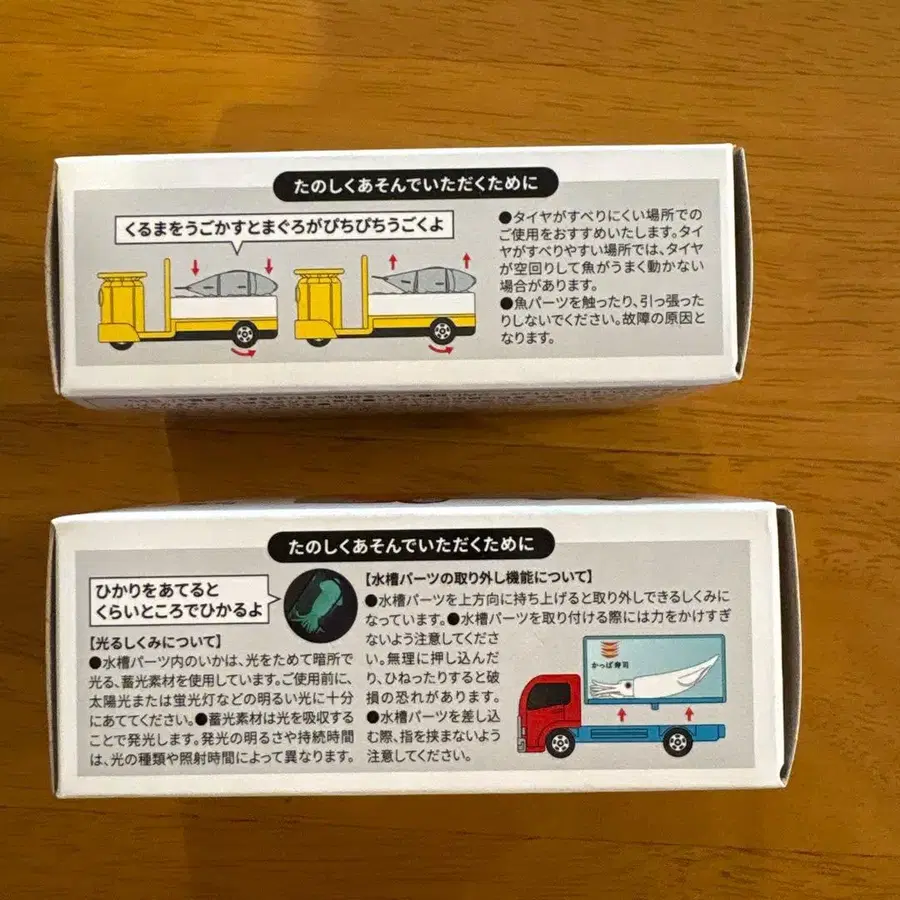 たのしくあそんでいただくために
くるまをうごかすとまぐろがぴちぴちうごくよ
●タイヤがすべりにくい場所での
ご使用をおすすめいたします。タイ
ヤがすべりやすい場所では、タイヤ
が空回りして魚がうまく動かない
場合があります。
●魚パーツを触ったり、引っ張った
りしないでください。故障の原因と
なります。
たのしくあそんでいただくために
ひかりをあてると
くらいところでひかるよ
【光るしくみについて】
●水槽パーツ内のいかは、光をためて暗所で
光る、蓄光素材を使用しています。ご使用前に、
太陽光または蛍光灯などの明るい光に十分
にあててください。●蓄光素材は光を吸収する
ことで発光します。発光の明るさや持続時間
は、光の種類や照射時間によって異なります。
【水槽パーツの取り外し機能について】
●水槽パーツを上方向に持ち上げると取り外しできるしくみに
なっています。●水槽パーツを取り付ける際には力をかけすぎ
ないよう注意してくださ
い。無理に押し込んだ
り、ひねったりすると破
損の恐れがあります。
●水槽パーツを差し込
む際、指を挟まないよう
注意してください。
かっぱ寿司